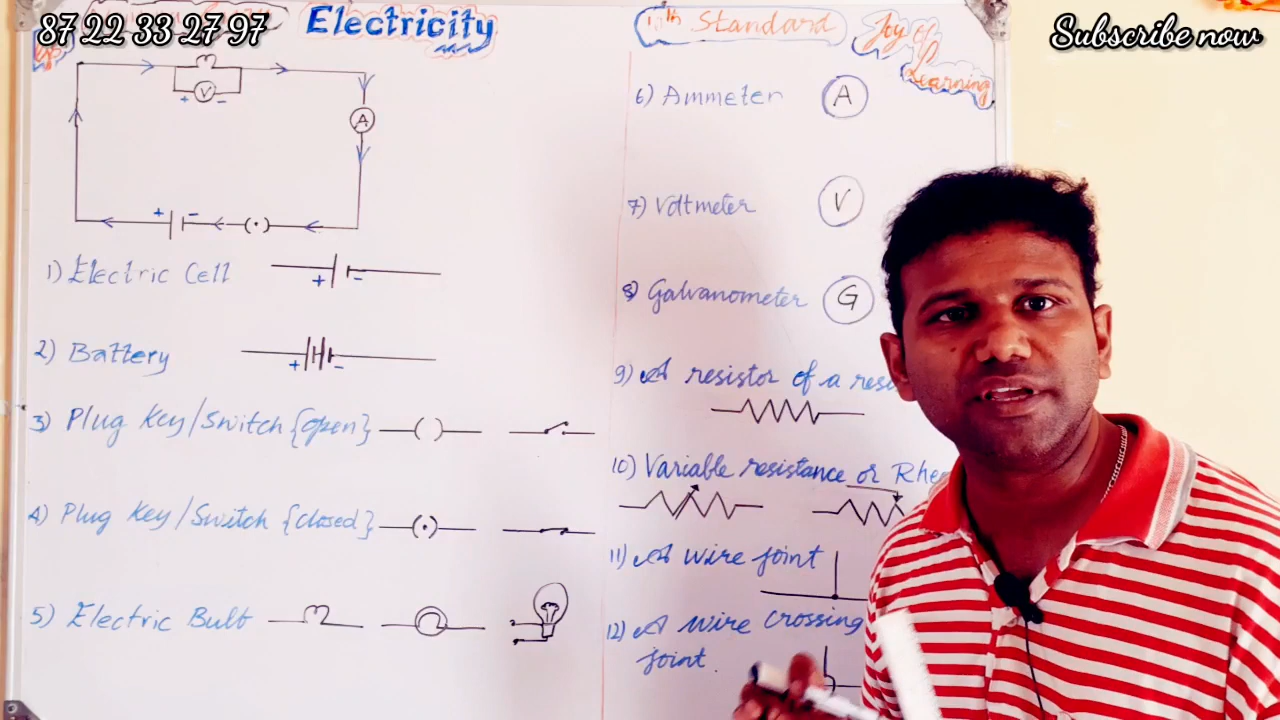 87 22 33 27 97
Electricity
10th Standard
Joy of
Learning
Subscribe now
V
+ -
A
+ -
1) Electric Cell
+ -
2) Battery
+ -
3) Plug Key/Switch {open}
4) Plug Key/Switch {closed}
5) Electric Bulb
6) Ammeter A
7) Voltmeter V
8) Galvanometer G
9) A resistor of a
10) Variable resistance or
11) A wire joint
12) A wire crossing
joint.